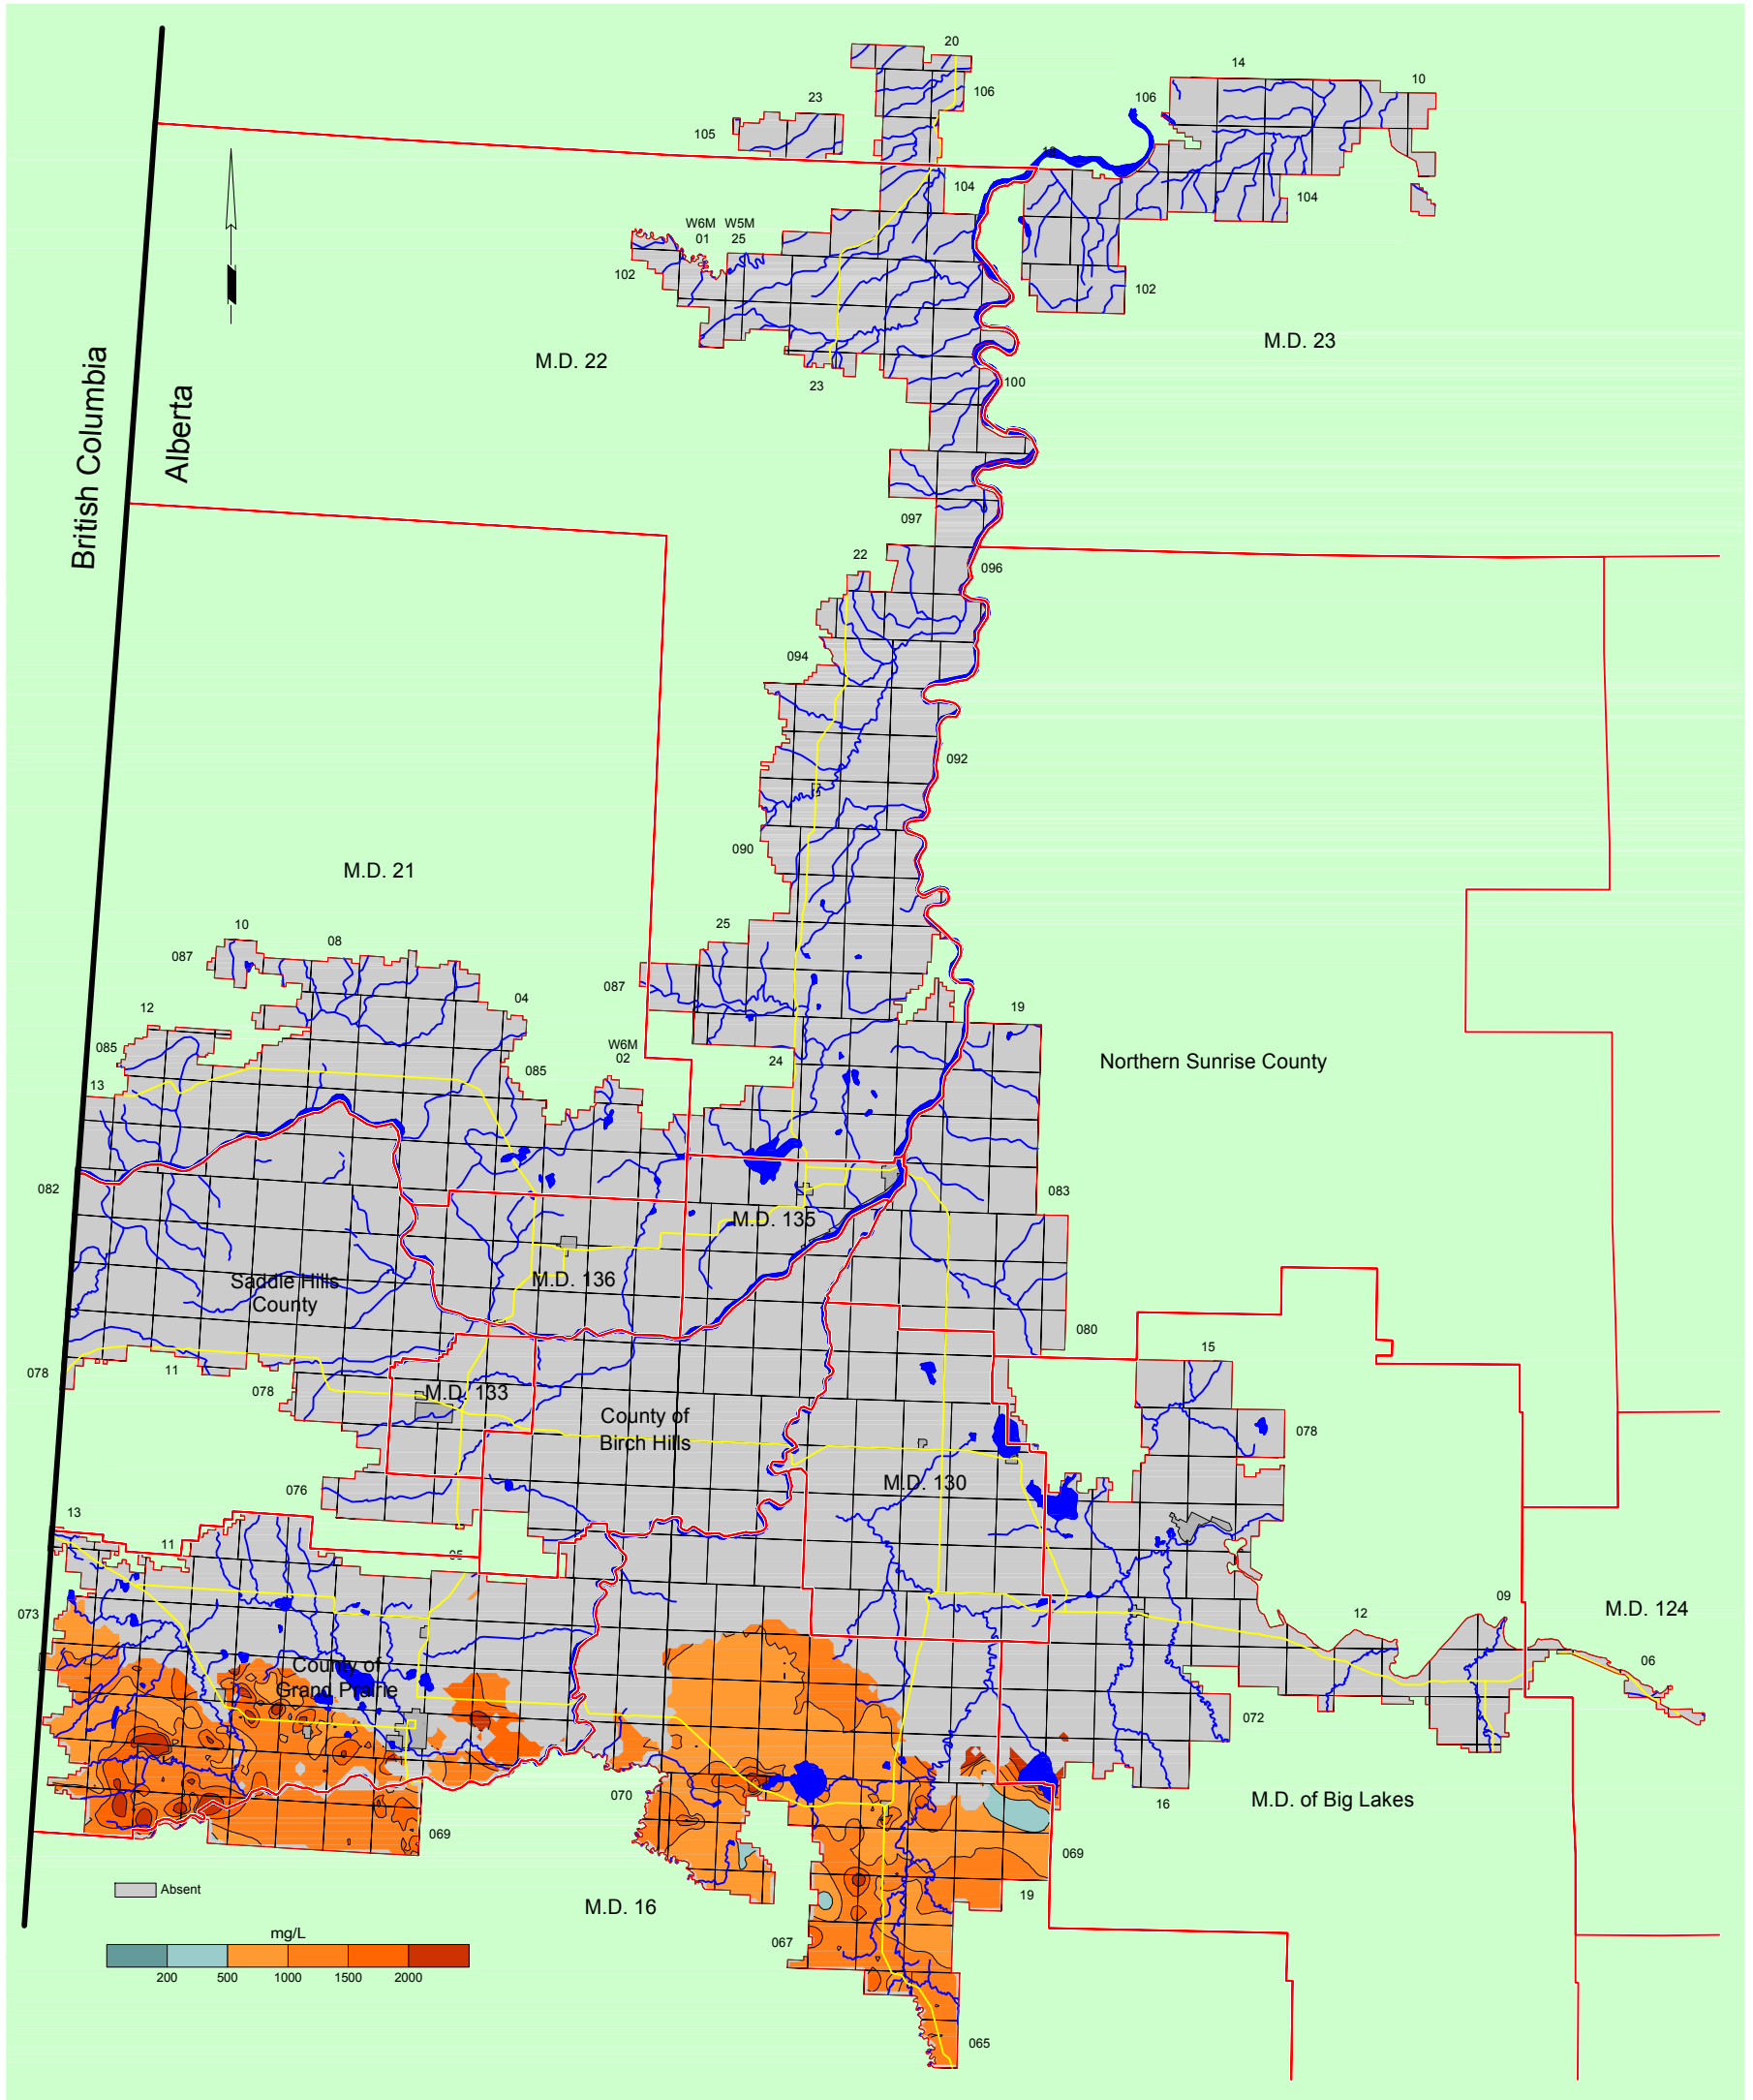 20
14
10
23
106
106
105
18
104
104
W6M W5M
01 25
102
102
M.D. 23
M.D. 22
23
100
British Columbia
Alberta
097
22
096
094
092
090
M.D. 21
10
08
25
087
087
04
12
19
W6M
02
085
24
085
13
Northern Sunrise County
082
083
M.D. 135
M.D. 136
Saddle Hills
County
080
15
078
11
078
M.D. 133
County of
Birch Hills
078
M.D. 130
076
13
11
05
073
12
09
M.D. 124
County of
Grand Prairie
06
072
070
16
M.D. of Big Lakes
069
069
Absent
19
M.D. 16
mg/L
067
200 500 1000 1500 2000
065